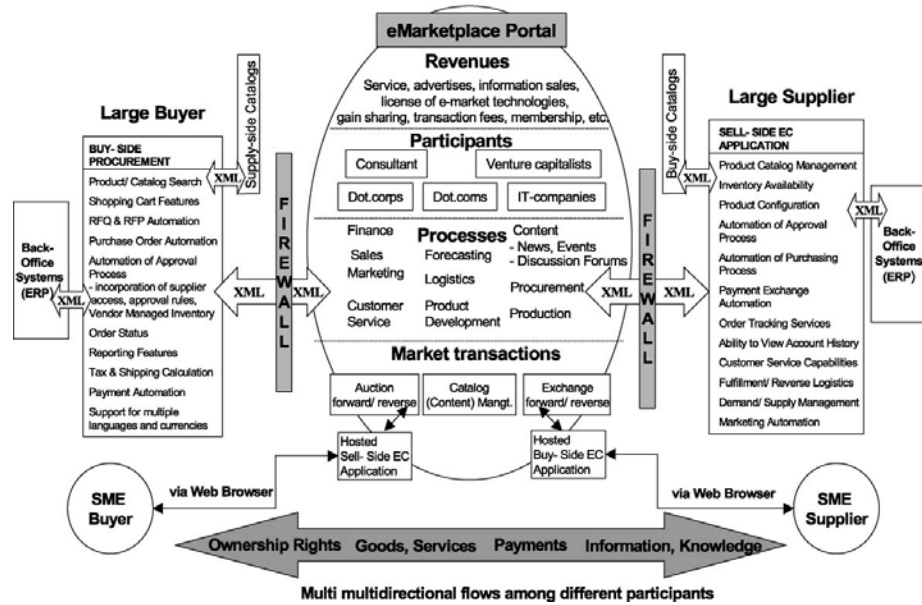 eMarketplace Portal
Revenues
Service, advertises, information sales,
license of e-market technologies,
gain sharing, transaction fees, membership, etc.
Participants
Consultant
Venture capitalists
Dot.corps
Dot.coms
IT-companies
Finance
Sales
Marketing
Customer
Service
Processes
Forecasting
Logistics
Product
Development
Content
- News, Events
- Discussion Forums
Procurement
Production
Market transactions
Auction
forward/ reverse
Catalog
(Content) Mangt.
Exchange
forward/ reverse
Hosted
Sell- Side EC
Application
Hosted
Buy- Side EC
Application
Large Buyer
Supply-side Catalogs
BUY- SIDE
PROCUREMENT
Product/ Catalog Search
Shopping Cart Features
RFQ & RFP Automation
Purchase Order Automation
Automation of Approval
Process
- incorporation of supplier
access, approval rules,
Vendor Managed Inventory
Order Status
Reporting Features
Tax & Shipping Calculation
Payment Automation
Support for multiple
languages and currencies
XML
Back-
Office
Systems
(ERP)
XML
XML
FIREWALL
XML
Large Supplier
Buy-side Catalogs
SELL- SIDE EC
APPLICATION
Product Catalog Management
Inventory Availability
Product Configuration
Automation of Approval
Process
Automation of Purchasing
Process
Payment Exchange
Automation
Order Tracking Services
Ability to View Account History
Customer Service Capabilities
Fulfillment/ Reverse Logistics
Demand/ Supply Management
Marketing Automation
XML
XML
Back-
Office
Systems
(ERP)
XML
FIREWALL
XML
SME
Buyer
via Web Browser
via Web Browser
SME
Supplier
Ownership Rights Goods, Services Payments Information, Knowledge
Multi multidirectional flows among different participants